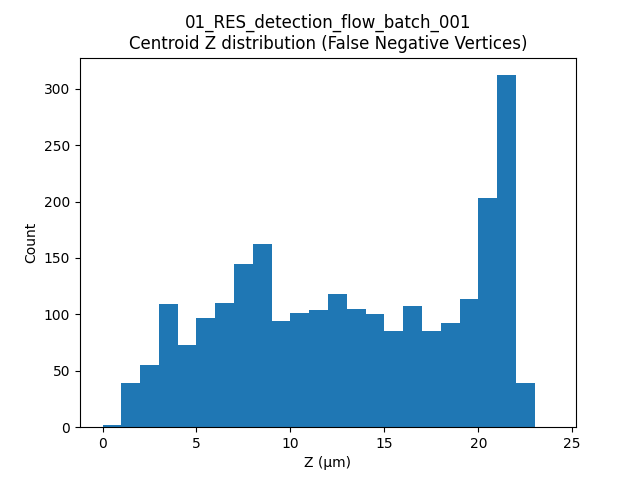 01_RES_detection_flow_batch_001
Centroid Z distribution (False Negative Vertices)
300
250
200
150
100
50
0
Count
0 5 10 15 20 25
Z (μm)